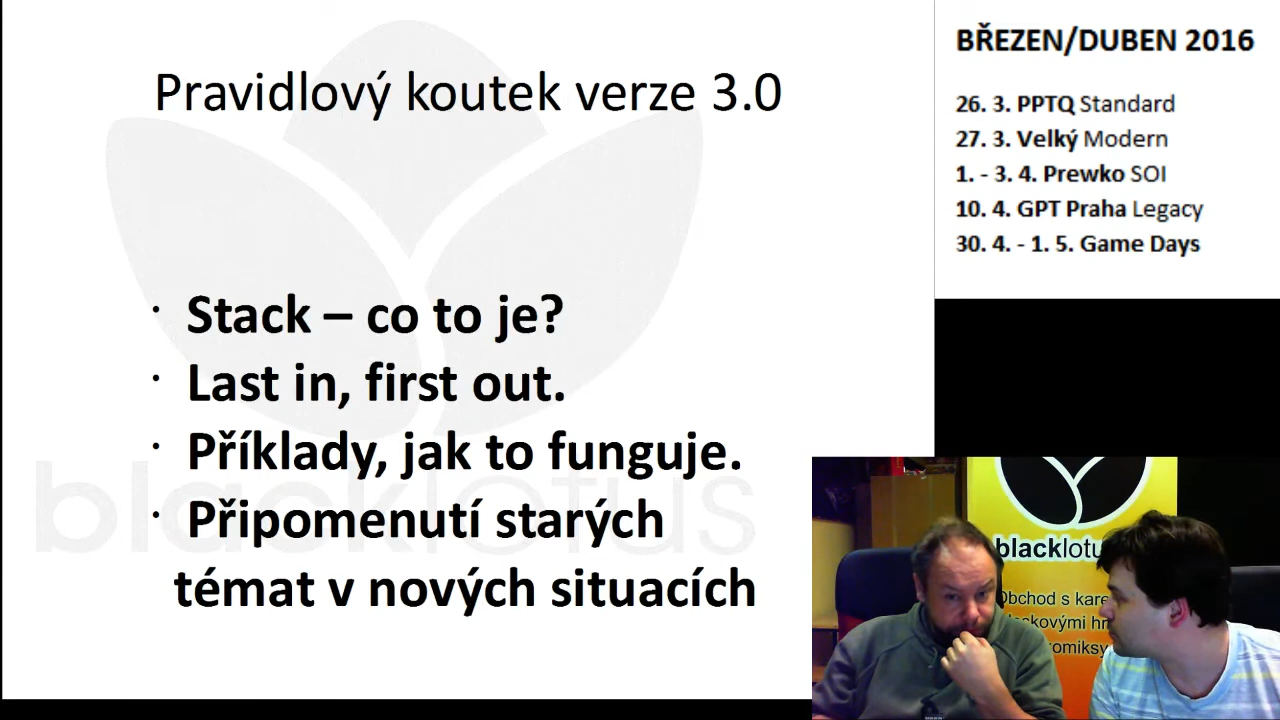 Pravidlový koutek verze 3.0
· Stack – co to je?
· Last in, first out.
· Příklady, jak to funguje.
· Připomenutí starých
témat v nových situacích
blacklotus
BŘEZEN/DUBEN 2016
26. 3. PPTQ Standard
27. 3. Velký Modern
1. - 3. 4. Prewko SOI
10. 4. GPT Praha Legacy
30. 4. - 1. 5. Game Days
blacklotu
Obchod s kare